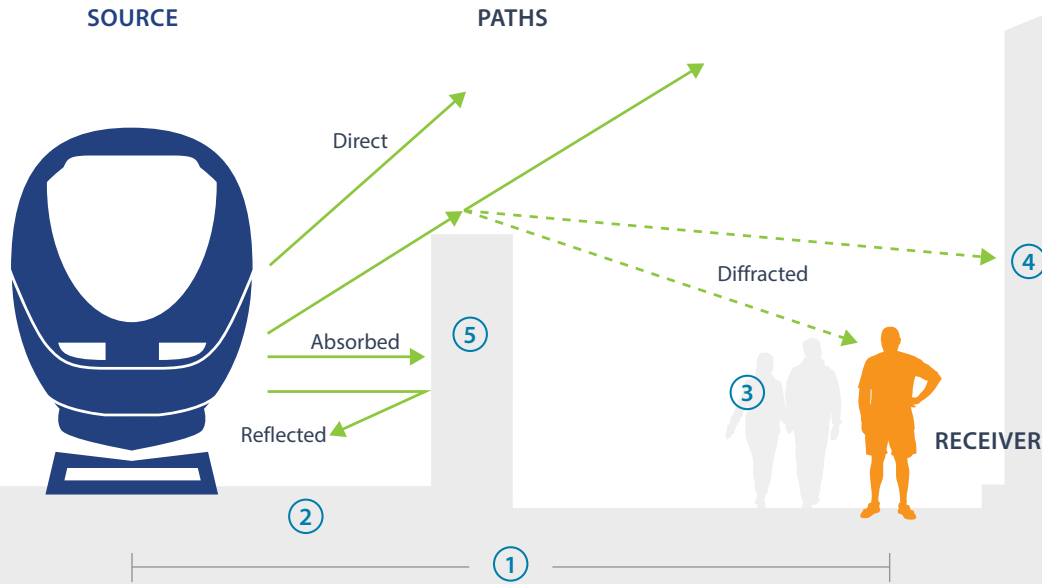 SOURCE
PATHS
Direct
Diffracted
4
5
Absorbed
3
Reflected
RECEIVER
2
1